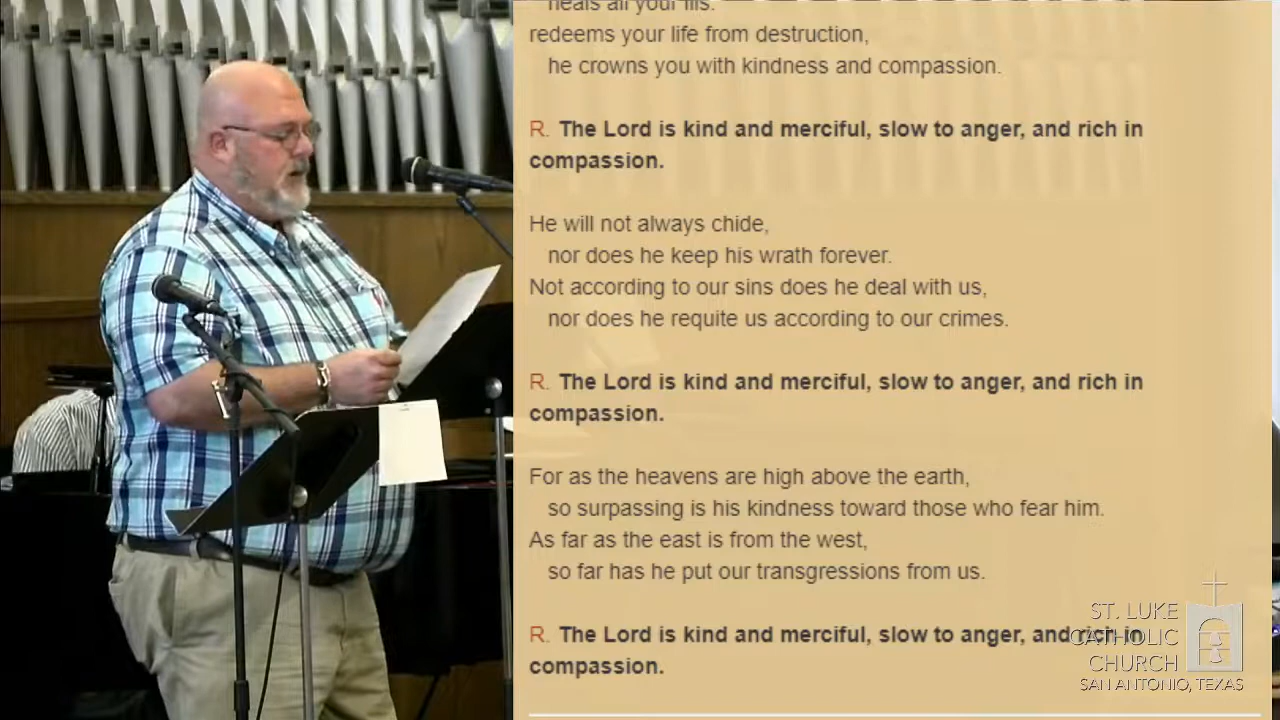 heals all your ills.
redeems your life from destruction,
he crowns you with kindness and compassion.
R. The Lord is kind and merciful, slow to anger, and rich in
compassion.
He will not always chide,
nor does he keep his wrath forever.
Not according to our sins does he deal with us,
nor does he requite us according to our crimes.
R. The Lord is kind and merciful, slow to anger, and rich in
compassion.
For as the heavens are high above the earth,
so surpassing is his kindness toward those who fear him.
As far as the east is from the west,
so far has he put our transgressions from us.
R. The Lord is kind and merciful, slow to anger, and rich in
compassion.
ST. LUKE
CATHOLIC
CHURCH
SAN ANTONIO, TEXAS